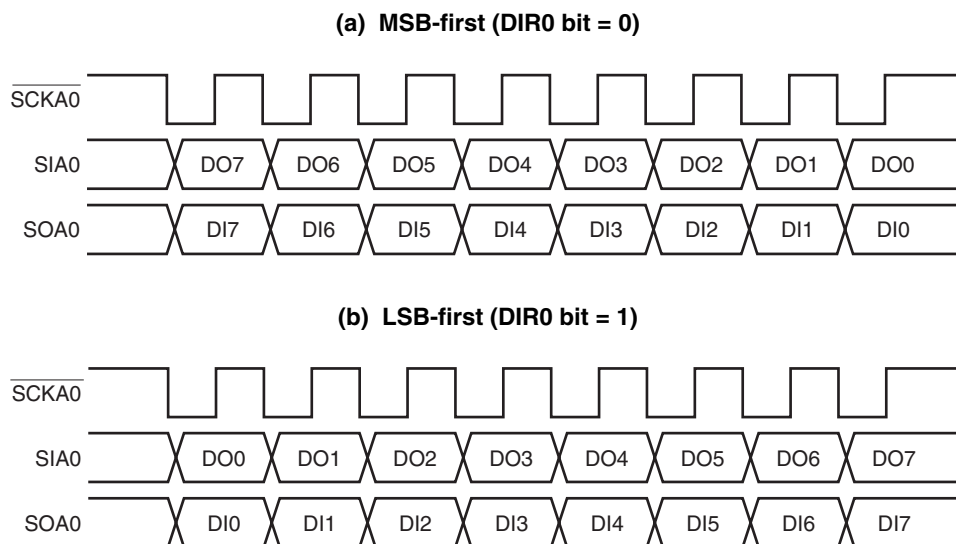 (a) MSB-first (DIR0 bit = 0)
SCKA0
SIA0 DO7 DO6 DO5 DO4 DO3 DO2 DO1 DO0
SOA0 DI7 DI6 DI5 DI4 DI3 DI2 DI1 DI0
(b) LSB-first (DIR0 bit = 1)
SCKA0
SIA0 DO0 DO1 DO2 DO3 DO4 DO5 DO6 DO7
SOA0 DI0 DI1 DI2 DI3 DI4 DI5 DI6 DI7